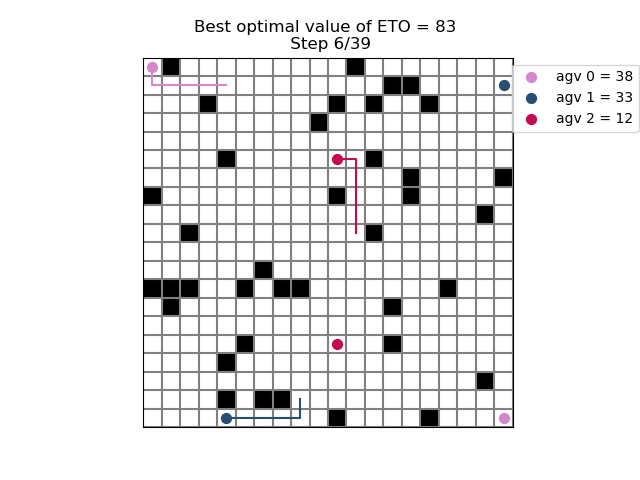 Best optimal value of ETO = 83
Step 6/39
agv 0 = 38
agv 1 = 33
agv 2 = 12